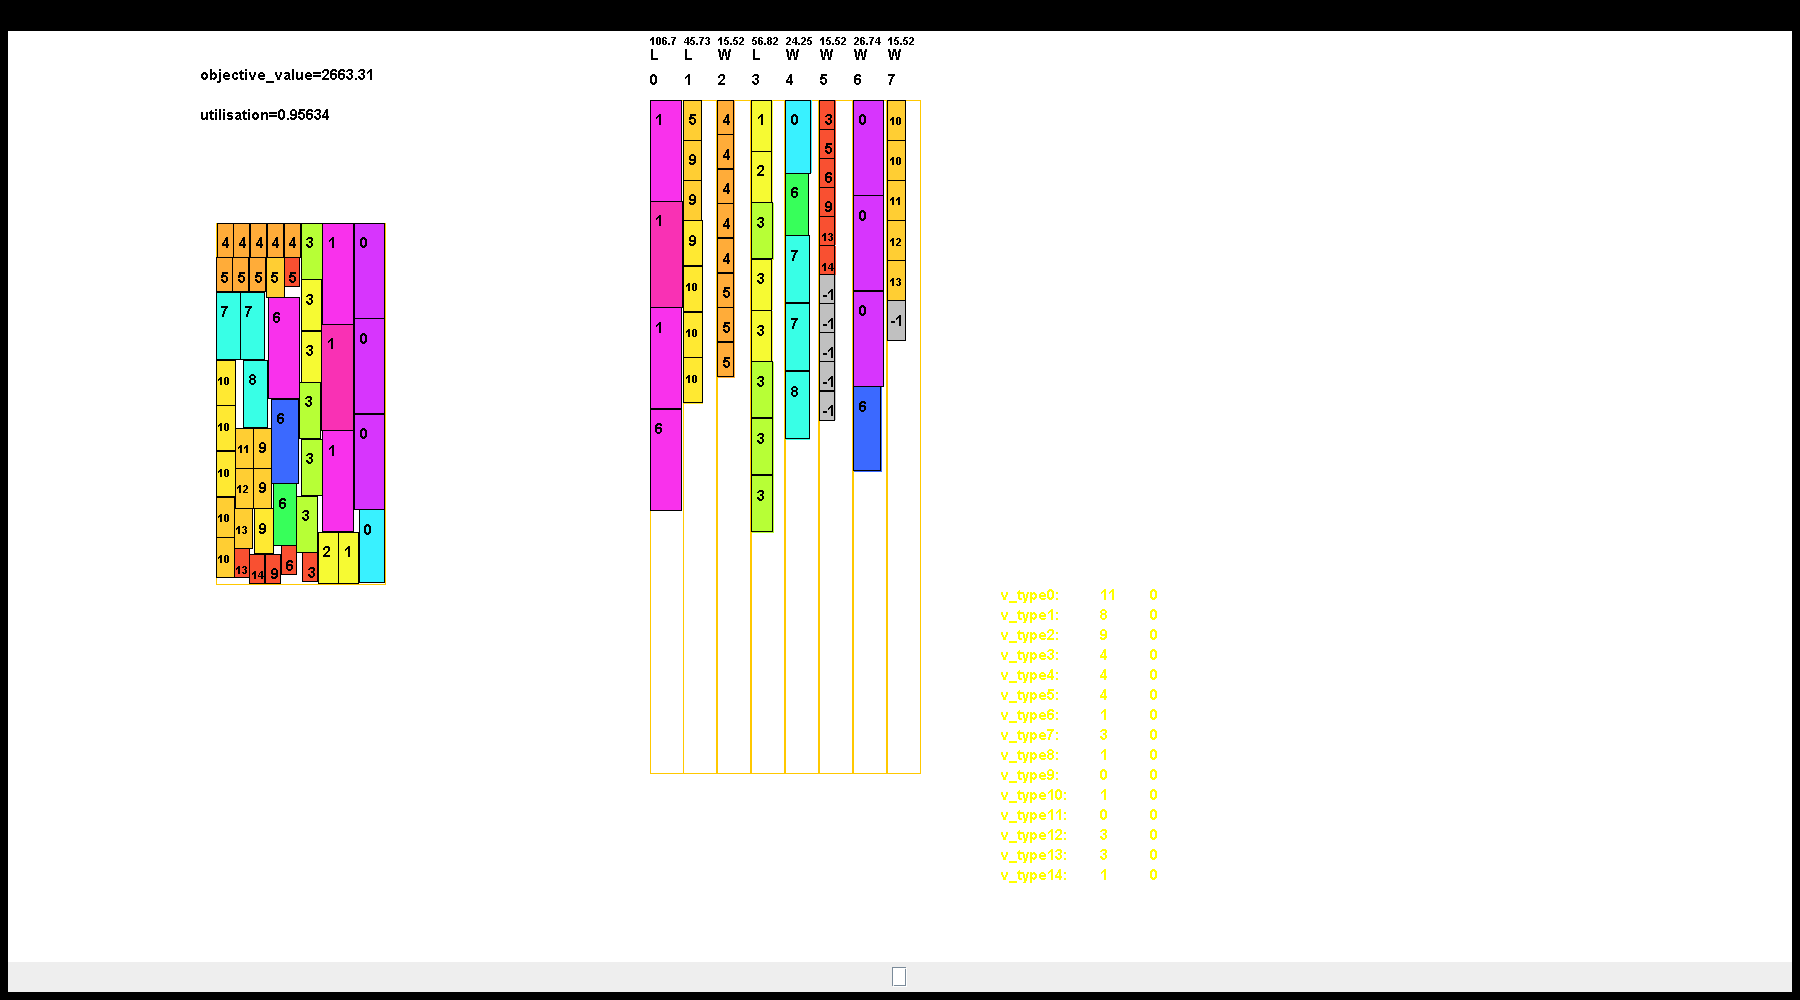 106.7 45.73 15.52 56.82 24.25 15.52 26.74 15.52
L L W L W W W W
0 1 2 3 4 5 6 7
objective_value=2663.31
utilisation=0.95634
4 4 4 4 4 3 1 0
5 5 5 5 5
7 7 6 3
3 1 0
10 8
3
10 6 0
11 9 3 1
10
12 9
10 6 3
13 9 2 1 0
10 13 14 9 6 3
1 5 4 1 0 3 0 10
9 4 2 6 5 10
1 9 4 3 7 6 0 11
9 4 3 7 9 12
1 10 4 3 8 13 0 13
6 10 5 3 14 6 -1
10 5 3 -1
5 3 -1
-1
-1
-1
v_type0: 11 0
v_type1: 8 0
v_type2: 9 0
v_type3: 4 0
v_type4: 4 0
v_type5: 4 0
v_type6: 1 0
v_type7: 3 0
v_type8: 1 0
v_type9: 0 0
v_type10: 1 0
v_type11: 0 0
v_type12: 3 0
v_type13: 3 0
v_type14: 1 0